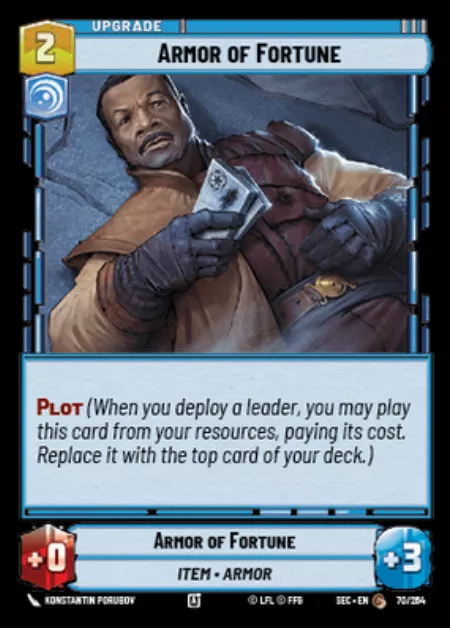 UPGRADE
2
ARMOR OF FORTUNE
PLOT (When you deploy a leader, you may play
this card from your resources, paying its cost.
Replace it with the top card of your deck.)
+0
ARMOR OF FORTUNE
+3
ITEM • ARMOR
KONSTANTIN PORUBOV
A
© LFL © FFG
SEC • EN
70/264